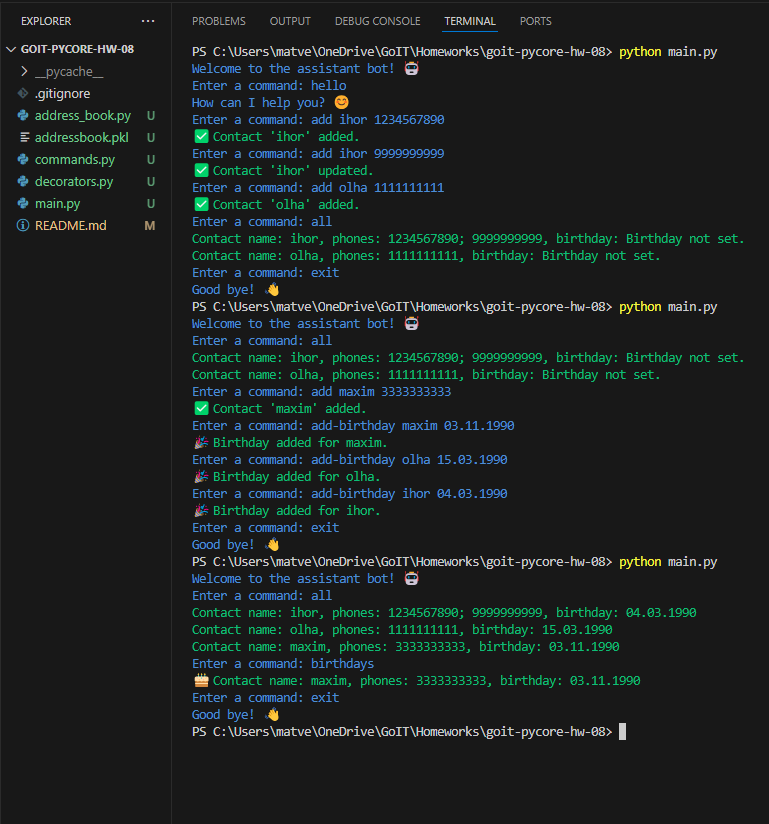 EXPLORER
GOIT-PYCORE-HW-08
__pycache__
.gitignore
address_book.py U
addressbook.pkl U
commands.py U
decorators.py U
main.py U
README.md M
PROBLEMS OUTPUT DEBUG CONSOLE TERMINAL PORTS
PS C:\Users\matve\OneDrive\GoIT\Homeworks\goit-pycore-hw-08> python main.py
Welcome to the assistant bot! 🤖
Enter a command: hello
How can I help you? 😊
Enter a command: add ihor 1234567890
✅ Contact 'ihor' added.
Enter a command: add ihor 9999999999
✅ Contact 'ihor' updated.
Enter a command: add olha 1111111111
✅ Contact 'olha' added.
Enter a command: all
Contact name: ihor, phones: 1234567890; 9999999999, birthday: Birthday not set.
Contact name: olha, phones: 1111111111, birthday: Birthday not set.
Enter a command: exit
Good bye! 👋
PS C:\Users\matve\OneDrive\GoIT\Homeworks\goit-pycore-hw-08> python main.py
Welcome to the assistant bot! 🤖
Enter a command: all
Contact name: ihor, phones: 1234567890; 9999999999, birthday: Birthday not set.
Contact name: olha, phones: 1111111111, birthday: Birthday not set.
Enter a command: add maxim 3333333333
✅ Contact 'maxim' added.
Enter a command: add-birthday maxim 03.11.1990
🎉 Birthday added for maxim.
Enter a command: add-birthday olha 15.03.1990
🎉 Birthday added for olha.
Enter a command: add-birthday ihor 04.03.1990
🎉 Birthday added for ihor.
Enter a command: exit
Good bye! 👋
PS C:\Users\matve\OneDrive\GoIT\Homeworks\goit-pycore-hw-08> python main.py
Welcome to the assistant bot! 🤖
Enter a command: all
Contact name: ihor, phones: 1234567890; 9999999999, birthday: 04.03.1990
Contact name: olha, phones: 1111111111, birthday: 15.03.1990
Contact name: maxim, phones: 3333333333, birthday: 03.11.1990
Enter a command: birthdays
🎂 Contact name: maxim, phones: 3333333333, birthday: 03.11.1990
Enter a command: exit
Good bye! 👋
PS C:\Users\matve\OneDrive\GoIT\Homeworks\goit-pycore-hw-08>